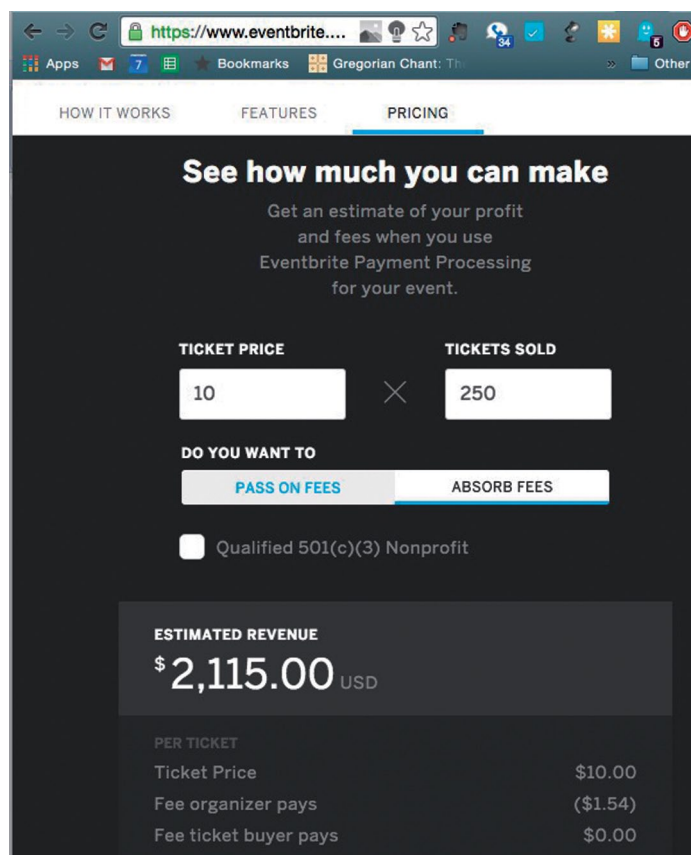 https://www.eventbrite....
34
5
Apps
7
Bookmarks
Gregorian Chant: Th
»
Other
HOW IT WORKS
FEATURES
PRICING
See how much you can make
Get an estimate of your profit
and fees when you use
Eventbrite Payment Processing
for your event.
TICKET PRICE
TICKETS SOLD
10
250
DO YOU WANT TO
PASS ON FEES
ABSORB FEES
Qualified 501(c)(3) Nonprofit
ESTIMATED REVENUE
$2,115.00 USD
PER TICKET
Ticket Price $10.00
Fee organizer pays ($1.54)
Fee ticket buyer pays $0.00